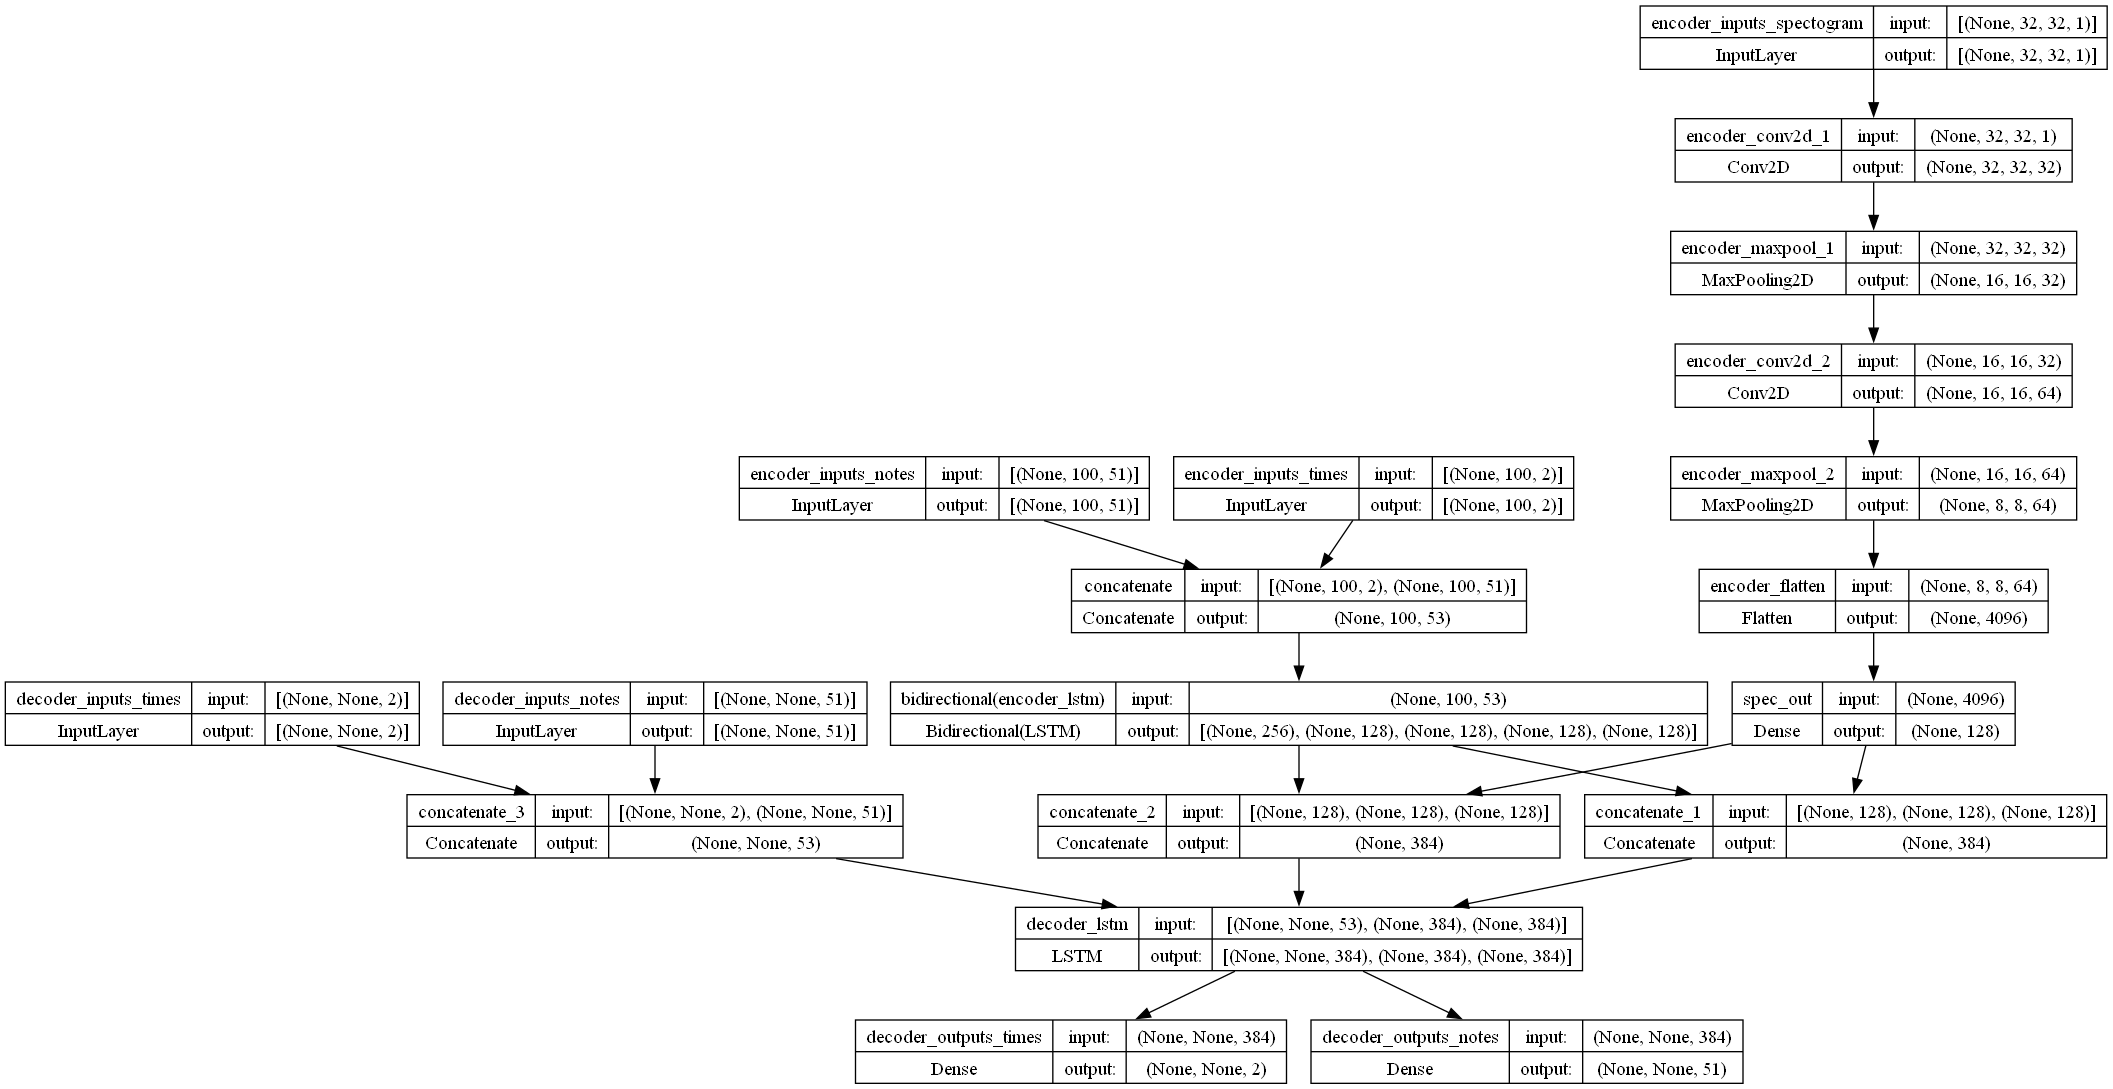 encoder_inputs_spectogram input: [(None, 32, 32, 1)]
InputLayer output: [(None, 32, 32, 1)]
encoder_conv2d_1 input: (None, 32, 32, 1)
Conv2D output: (None, 32, 32, 32)
encoder_maxpool_1 input: (None, 32, 32, 32)
MaxPooling2D output: (None, 16, 16, 32)
encoder_conv2d_2 input: (None, 16, 16, 32)
Conv2D output: (None, 16, 16, 64)
encoder_inputs_notes input: [(None, 100, 51)]
InputLayer output: [(None, 100, 51)]
encoder_inputs_times input: [(None, 100, 2)]
InputLayer output: [(None, 100, 2)]
encoder_maxpool_2 input: (None, 16, 16, 64)
MaxPooling2D output: (None, 8, 8, 64)
concatenate input: [(None, 100, 2), (None, 100, 51)]
Concatenate output: (None, 100, 53)
encoder_flatten input: (None, 8, 8, 64)
Flatten output: (None, 4096)
decoder_inputs_times input: [(None, None, 2)]
InputLayer output: [(None, None, 2)]
decoder_inputs_notes input: [(None, None, 51)]
InputLayer output: [(None, None, 51)]
bidirectional(encoder_lstm) input: (None, 100, 53)
Bidirectional(LSTM) output: [(None, 256), (None, 128), (None, 128), (None, 128), (None, 128)]
spec_out input: (None, 4096)
Dense output: (None, 128)
concatenate_3 input: [(None, None, 2), (None, None, 51)]
Concatenate output: (None, None, 53)
concatenate_2 input: [(None, 128), (None, 128), (None, 128)]
Concatenate output: (None, 384)
concatenate_1 input: [(None, 128), (None, 128), (None, 128)]
Concatenate output: (None, 384)
decoder_lstm input: [(None, None, 53), (None, 384), (None, 384)]
LSTM output: [(None, None, 384), (None, 384), (None, 384)]
decoder_outputs_times input: (None, None, 384)
Dense output: (None, None, 2)
decoder_outputs_notes input: (None, None, 384)
Dense output: (None, None, 51)